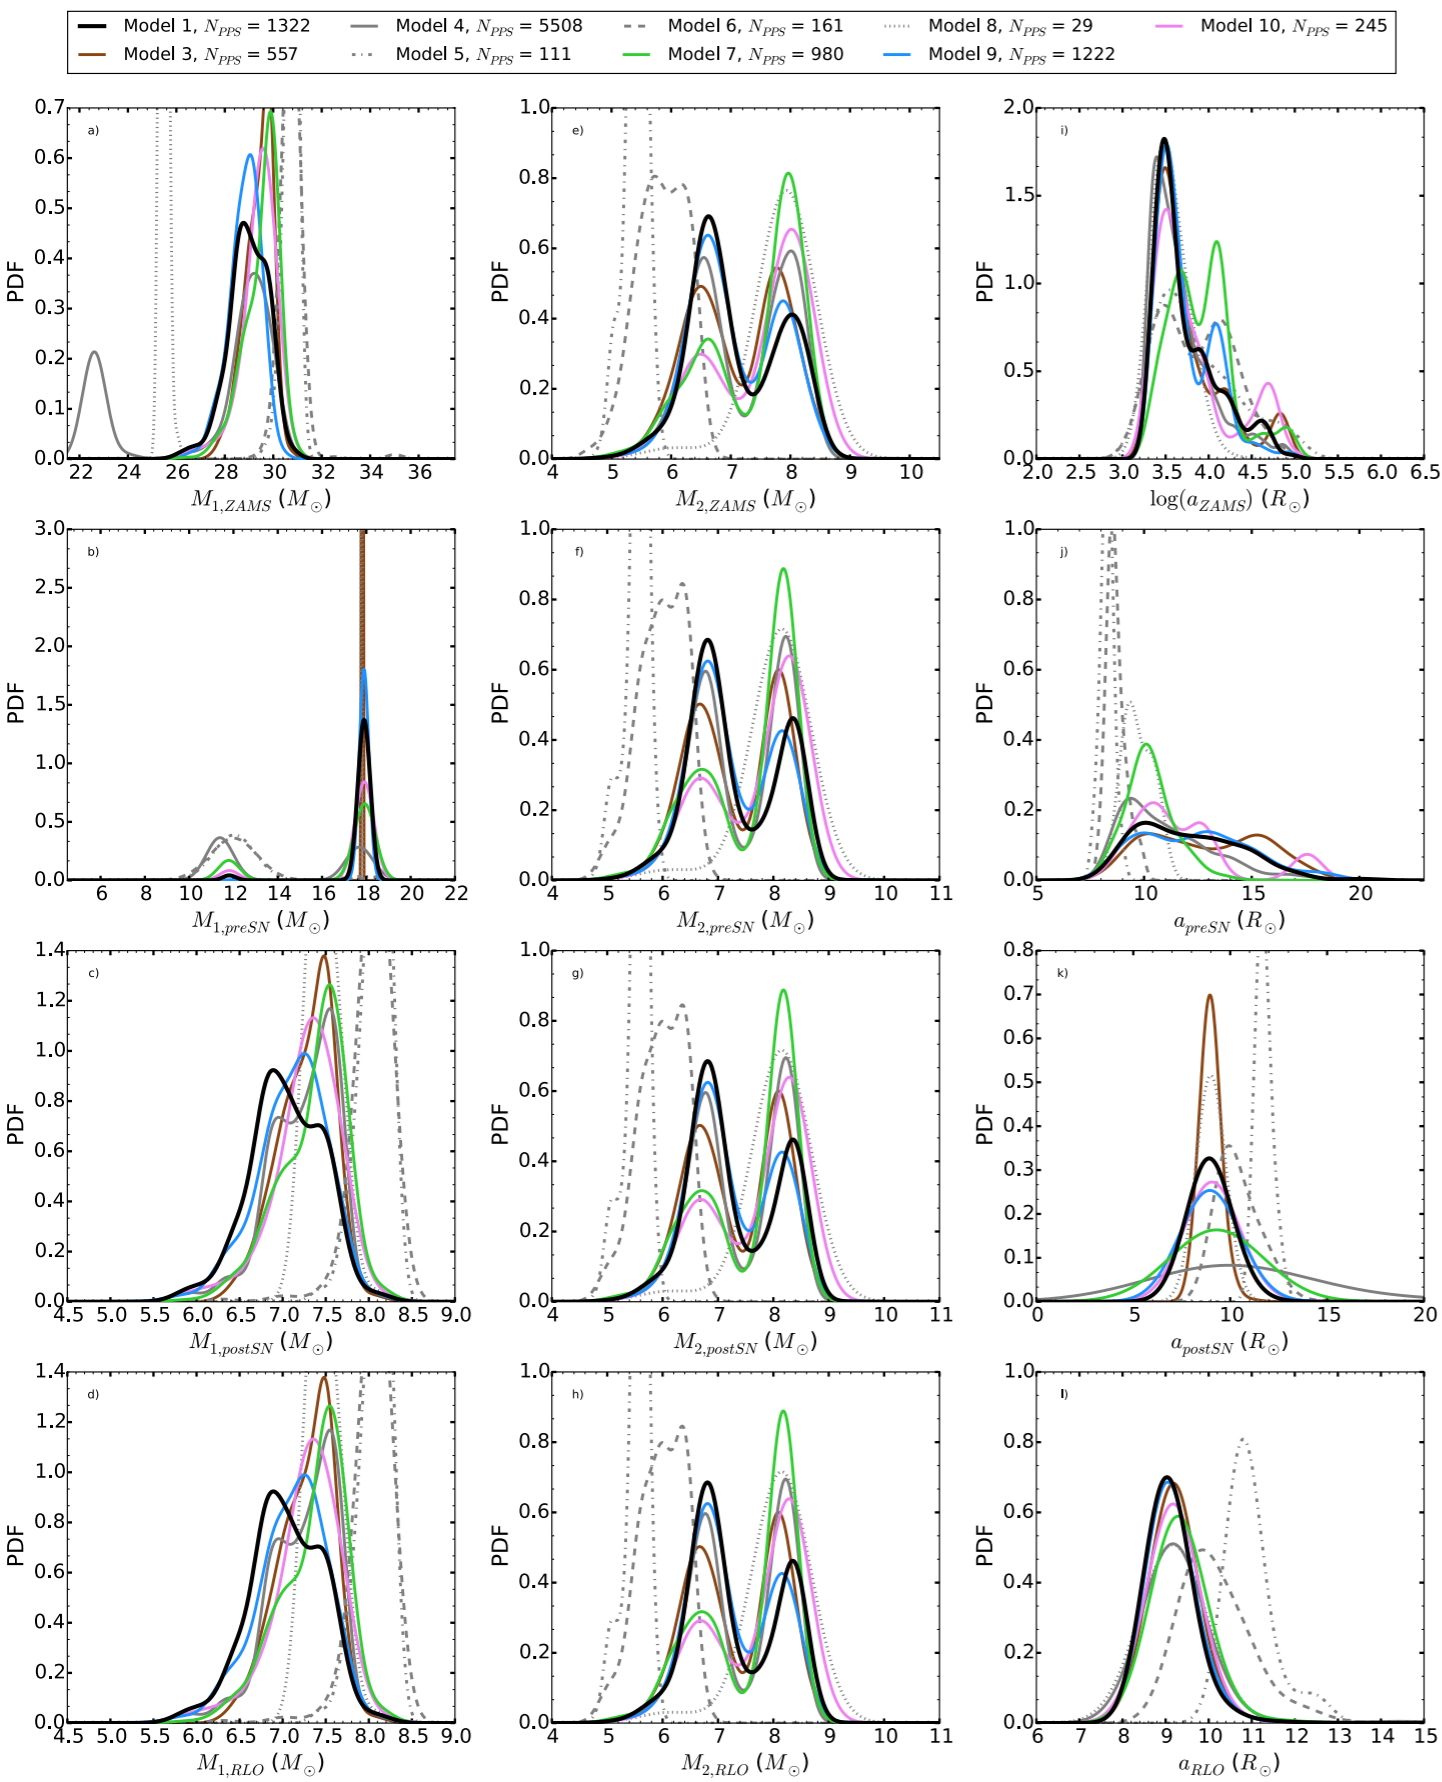 Model 1, N_PPS = 1322 Model 4, N_PPS = 5508 Model 6, N_PPS = 161 Model 8, N_PPS = 29 Model 10, N_PPS = 245
Model 3, N_PPS = 557 Model 5, N_PPS = 111 Model 7, N_PPS = 980 Model 9, N_PPS = 1222
a)
PDF
0.7
0.6
0.5
0.4
0.3
0.2
0.1
0.0
22 24 26 28 30 32 34 36
M_1,ZAMS (M_⊙)
e)
PDF
1.0
0.8
0.6
0.4
0.2
0.0
4 5 6 7 8 9 10
M_2,ZAMS (M_⊙)
i)
PDF
2.0
1.5
1.0
0.5
0.0
2.0 2.5 3.0 3.5 4.0 4.5 5.0 5.5 6.0 6.5
log(a_ZAMS) (R_⊙)
b)
PDF
3.0
2.5
2.0
1.5
1.0
0.5
0.0
6 8 10 12 14 16 18 20 22
M_1,preSN (M_⊙)
f)
PDF
1.0
0.8
0.6
0.4
0.2
0.0
4 5 6 7 8 9 10 11
M_2,preSN (M_⊙)
j)
PDF
1.0
0.8
0.6
0.4
0.2
0.0
5 10 15 20
a_preSN (R_⊙)
c)
PDF
1.4
1.2
1.0
0.8
0.6
0.4
0.2
0.0
4.5 5.0 5.5 6.0 6.5 7.0 7.5 8.0 8.5 9.0
M_1,postSN (M_⊙)
g)
PDF
1.0
0.8
0.6
0.4
0.2
0.0
4 5 6 7 8 9 10 11
M_2,postSN (M_⊙)
k)
PDF
0.8
0.7
0.6
0.5
0.4
0.3
0.2
0.1
0.0
0 5 10 15 20
a_postSN (R_⊙)
d)
PDF
1.4
1.2
1.0
0.8
0.6
0.4
0.2
0.0
4.5 5.0 5.5 6.0 6.5 7.0 7.5 8.0 8.5 9.0
M_1,RLO (M_⊙)
h)
PDF
1.0
0.8
0.6
0.4
0.2
0.0
4 5 6 7 8 9 10 11
M_2,RLO (M_⊙)
l)
PDF
1.0
0.8
0.6
0.4
0.2
0.0
6 7 8 9 10 11 12 13 14 15
a_RLO (R_⊙)